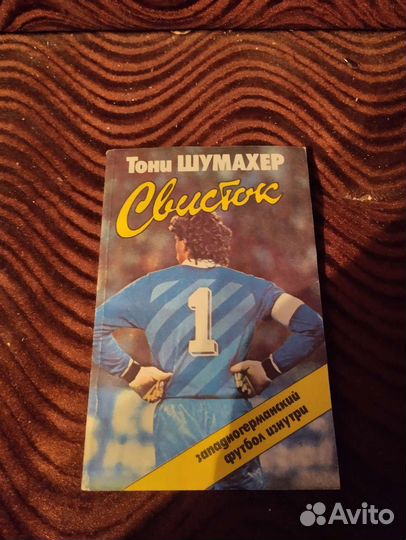 Тони ШУМАХЕР
Свисток
1
западногерманский
футбол изнутри
Avito